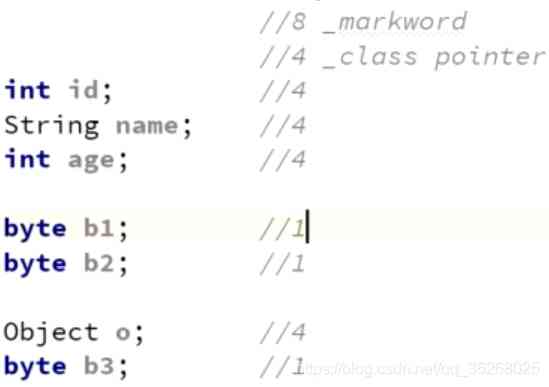 //8 _markword
//4 _class pointer
int id; //4
String name; //4
int age; //4
byte b1; //1
byte b2; //1
Object o; //4
byte b3; //1
https://blog.csdn.net/qq_35268025